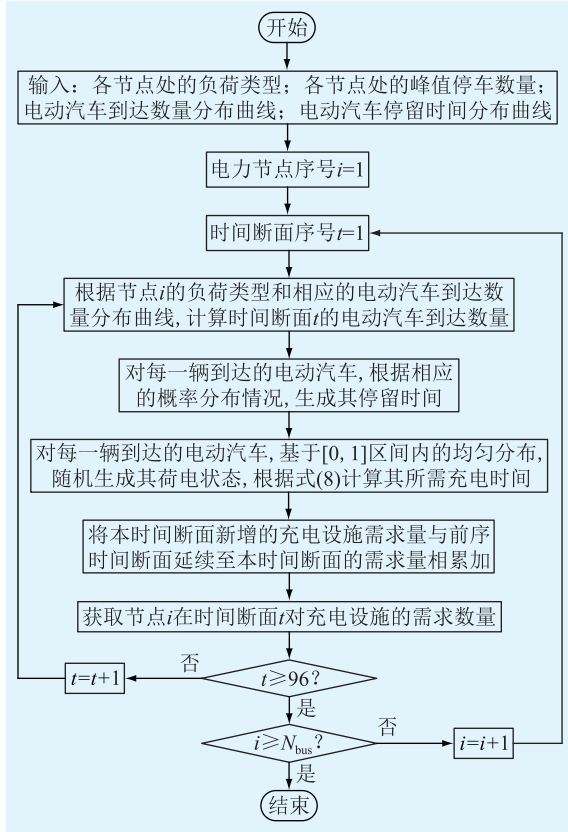 开始
输入：各节点处的负荷类型；各节点处的峰值停车数量；
电动汽车到达数量分布曲线；电动汽车停留时间分布曲线
电力节点序号i=1
时间断面序号t=1
根据节点i的负荷类型和相应的电动汽车到达数
量分布曲线,计算时间断面t的电动汽车到达数量
对每一辆到达的电动汽车,根据相应
的概率分布情况,生成其停留时间
对每一辆到达的电动汽车,基于[0, 1]区间内的均匀分布,
随机生成其荷电状态,根据式(8)计算其所需充电时间
将本时间断面新增的充电设施需求量与前序
时间断面延续至本时间断面的需求量相累加
获取节点i在时间断面t对充电设施的需求数量
否
t=t+1
t≥96?
是
否
i≥Nbus?
i=i+1
是
结束